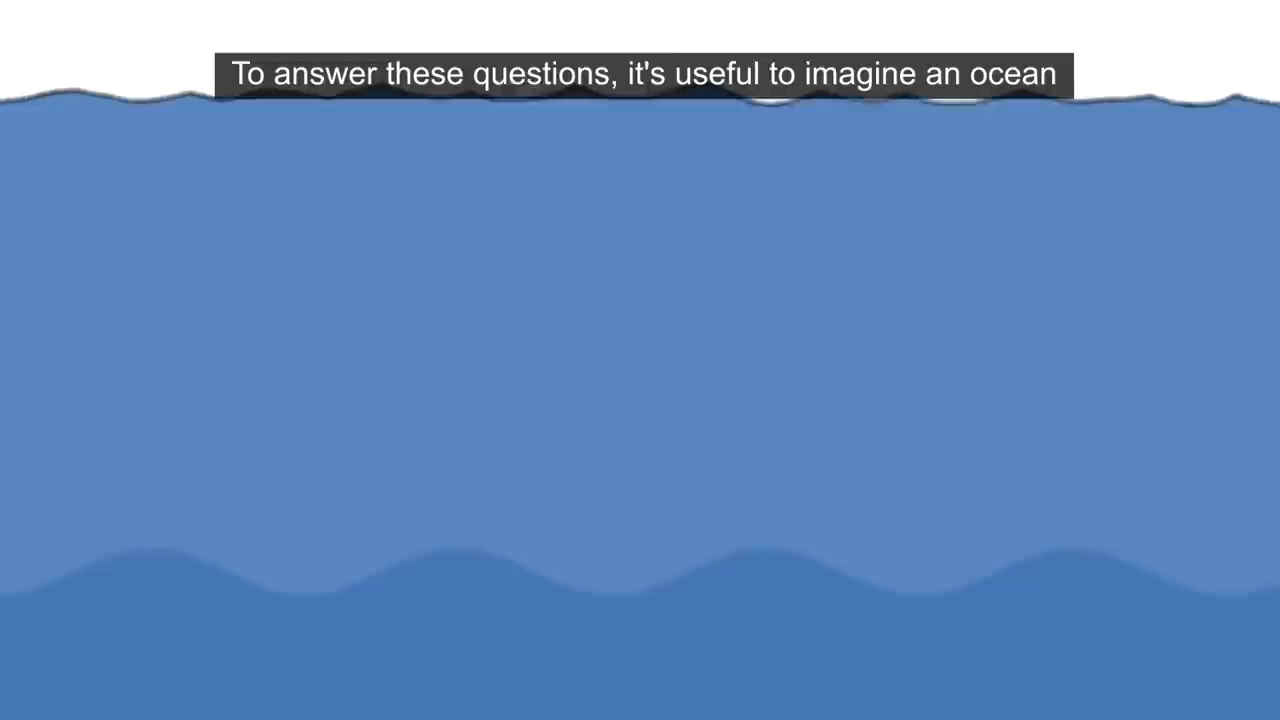 To answer these questions, it's useful to imagine an ocean